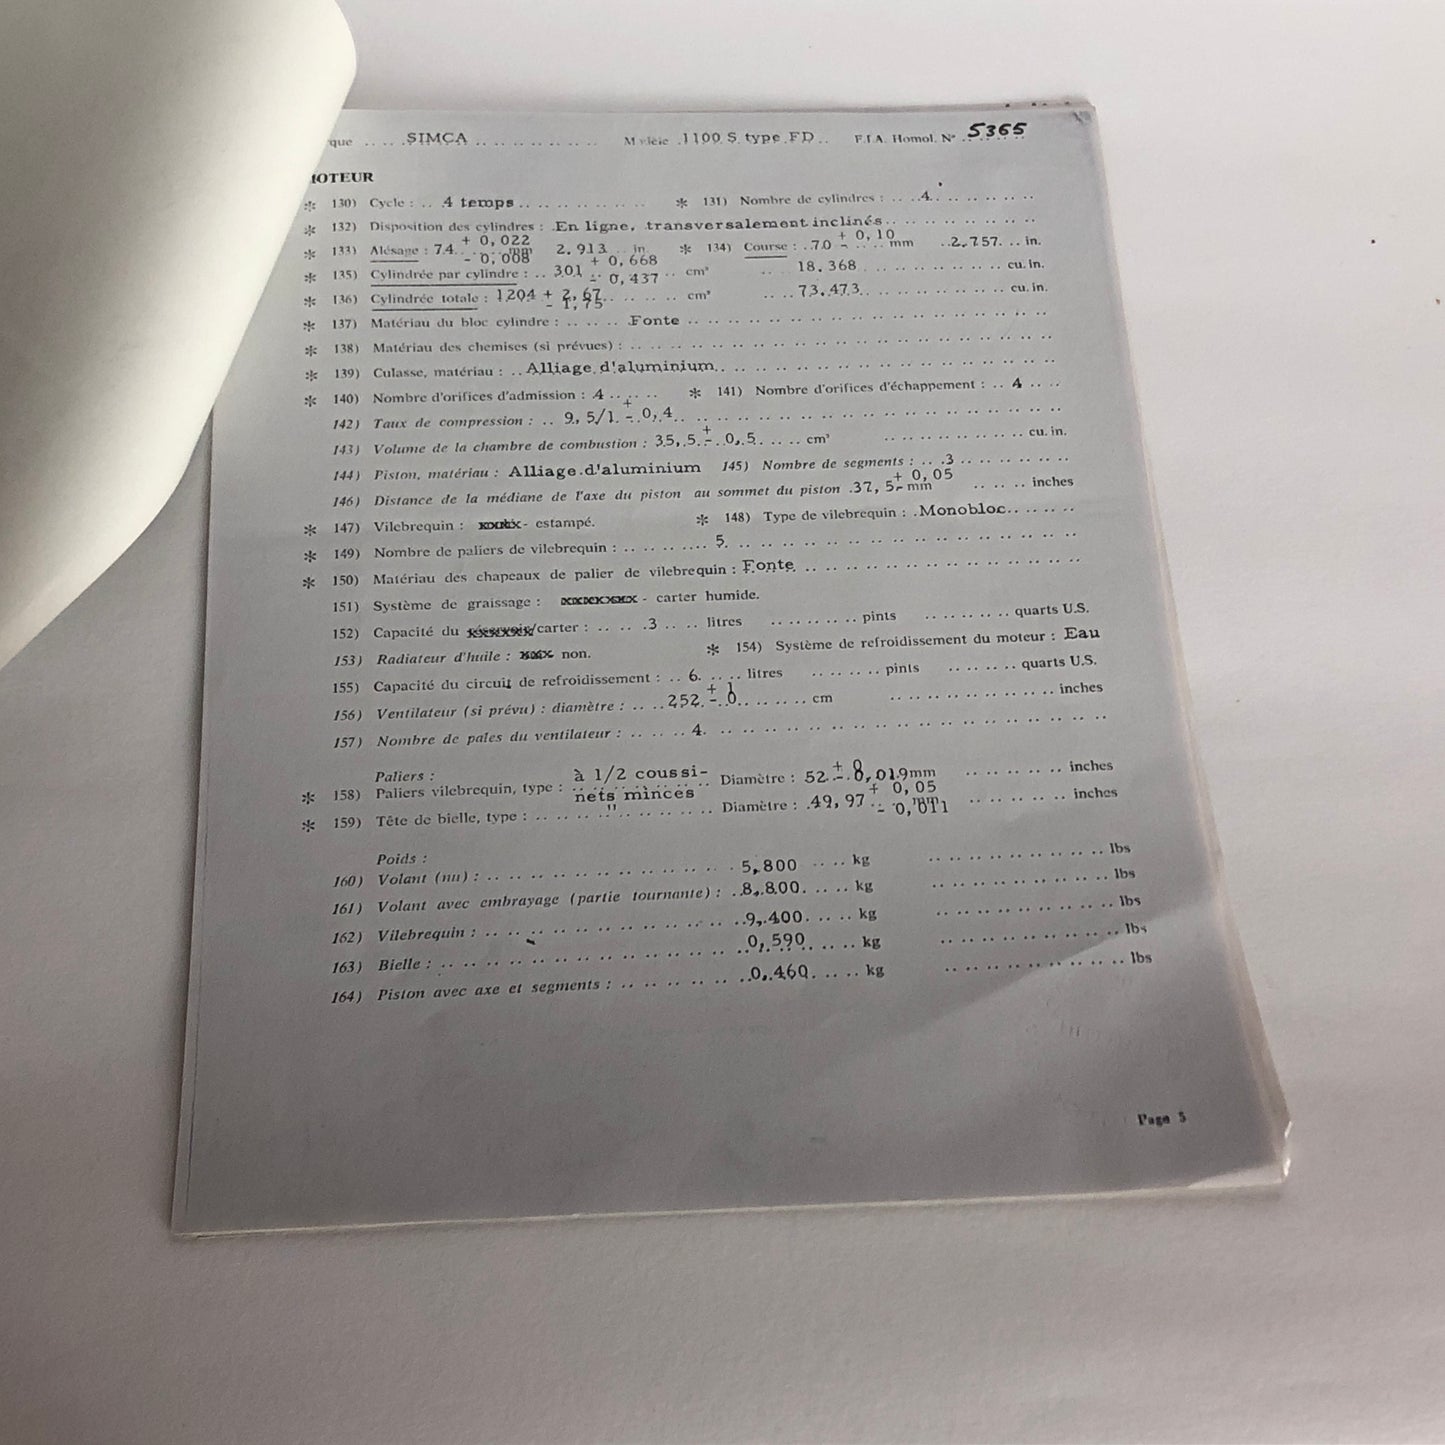 que .. .. .SIMCA .. .. .. .. .. .. Modèle .1100 S type FD .. F.I.A. Homol. N° 5365
MOTEUR
* 130) Cycle : .. 4 temps .. .. .. .. .. .. * 131) Nombre de cylindres : .. ..4.. .. .. .. ..
* 132) Disposition des cylindres : En ligne, transversalement inclinés .. .. .. .. ..
* 133) Alésage : 74 + 0,022 - 0,008 mm 2.913 in. * 134) Course : 70 + 0,10 - mm 2.757 in.
* 135) Cylindrée par cylindre : .. 301 + 0,668 - 0,437 .. cm³ .. .. 18.368 .. .. .. .. .. cu. in.
* 136) Cylindrée totale : 1204 + 2,67 - 1,75 .. .. .. cm³ .. .. 73.473 .. .. .. .. .. cu. in.
* 137) Matériau du bloc cylindre : .. .. .. Fonte .. .. .. .. .. .. .. ..
* 138) Matériau des chemises (si prévues) : .. .. .. .. .. .. .. .. .. ..
* 139) Culasse, matériau : .. Alliage d'aluminium .. .. .. .. .. .. .. ..
* 140) Nombre d'orifices d'admission : 4 .. .. .. * 141) Nombre d'orifices d'échappement : .. 4 .. ..
142) Taux de compression : .. 9,5/1 +- 0,4 .. .. .. .. .. .. .. ..
143) Volume de la chambre de combustion : 35,5 +- 0,5 .. .. cm³ .. .. .. .. .. cu. in.
144) Piston, matériau : Alliage d'aluminium 145) Nombre de segments : .. .3 .. .. .. ..
146) Distance de la médiane de l'axe du piston au sommet du piston 37,5 + 0,05 - mm .. .. .. inches
* 147) Vilebrequin : xxxxx - estampé. * 148) Type de vilebrequin : .Monobloc.. .. ..
* 149) Nombre de paliers de vilebrequin : .. .. .. .. .. 5. .. .. .. .. .. .. .. ..
* 150) Matériau des chapeaux de palier de vilebrequin : Fonte .. .. .. .. .. .. .. ..
151) Système de graissage : xxxxxxx - carter humide.
152) Capacité du xxxxxxx/carter : .. .. .3 .. .. litres .. .. .. .. pints .. .. .. .. quarts U.S.
153) Radiateur d'huile : xxx non. * 154) Système de refroidissement du moteur : Eau
155) Capacité du circuit de refroidissement : .. 6. .. .. litres .. .. .. .. pints .. .. .. .. quarts U.S.
156) Ventilateur (si prévu) : diamètre : .. .. 252 + 1 - 0 .. .. .. cm .. .. .. .. .. .. inches
157) Nombre de pales du ventilateur : .. .. .. 4. .. .. .. .. .. .. .. .. ..
Paliers :
* 158) Paliers vilebrequin, type : à 1/2 coussi- nets minces .. Diamètre : 52 + 0 - 0,019mm .. .. .. .. inches
* 159) Tête de bielle, type : .. .. .. " .. .. .. .. Diamètre : .49,97 + 0,05 - 0,011 mm .. .. .. .. inches
Poids :
160) Volant (nu) : .. .. .. .. .. .. .. .. .. 5,800 .. .. kg .. .. .. .. .. .. .. lbs
161) Volant avec embrayage (partie tournante) : ..8,800. .. .. kg .. .. .. .. .. .. .. lbs
162) Vilebrequin : .. .. .. .. .. .. .. .. ..9,400. .. .. kg .. .. .. .. .. .. .. lbs
163) Bielle : .. .. .. .. .. .. .. .. .. 0,590 .. .. kg .. .. .. .. .. .. .. lbs
164) Piston avec axe et segments : .. .. .. .. ..0,460. .. .. kg .. .. .. .. .. .. .. lbs
Page 5